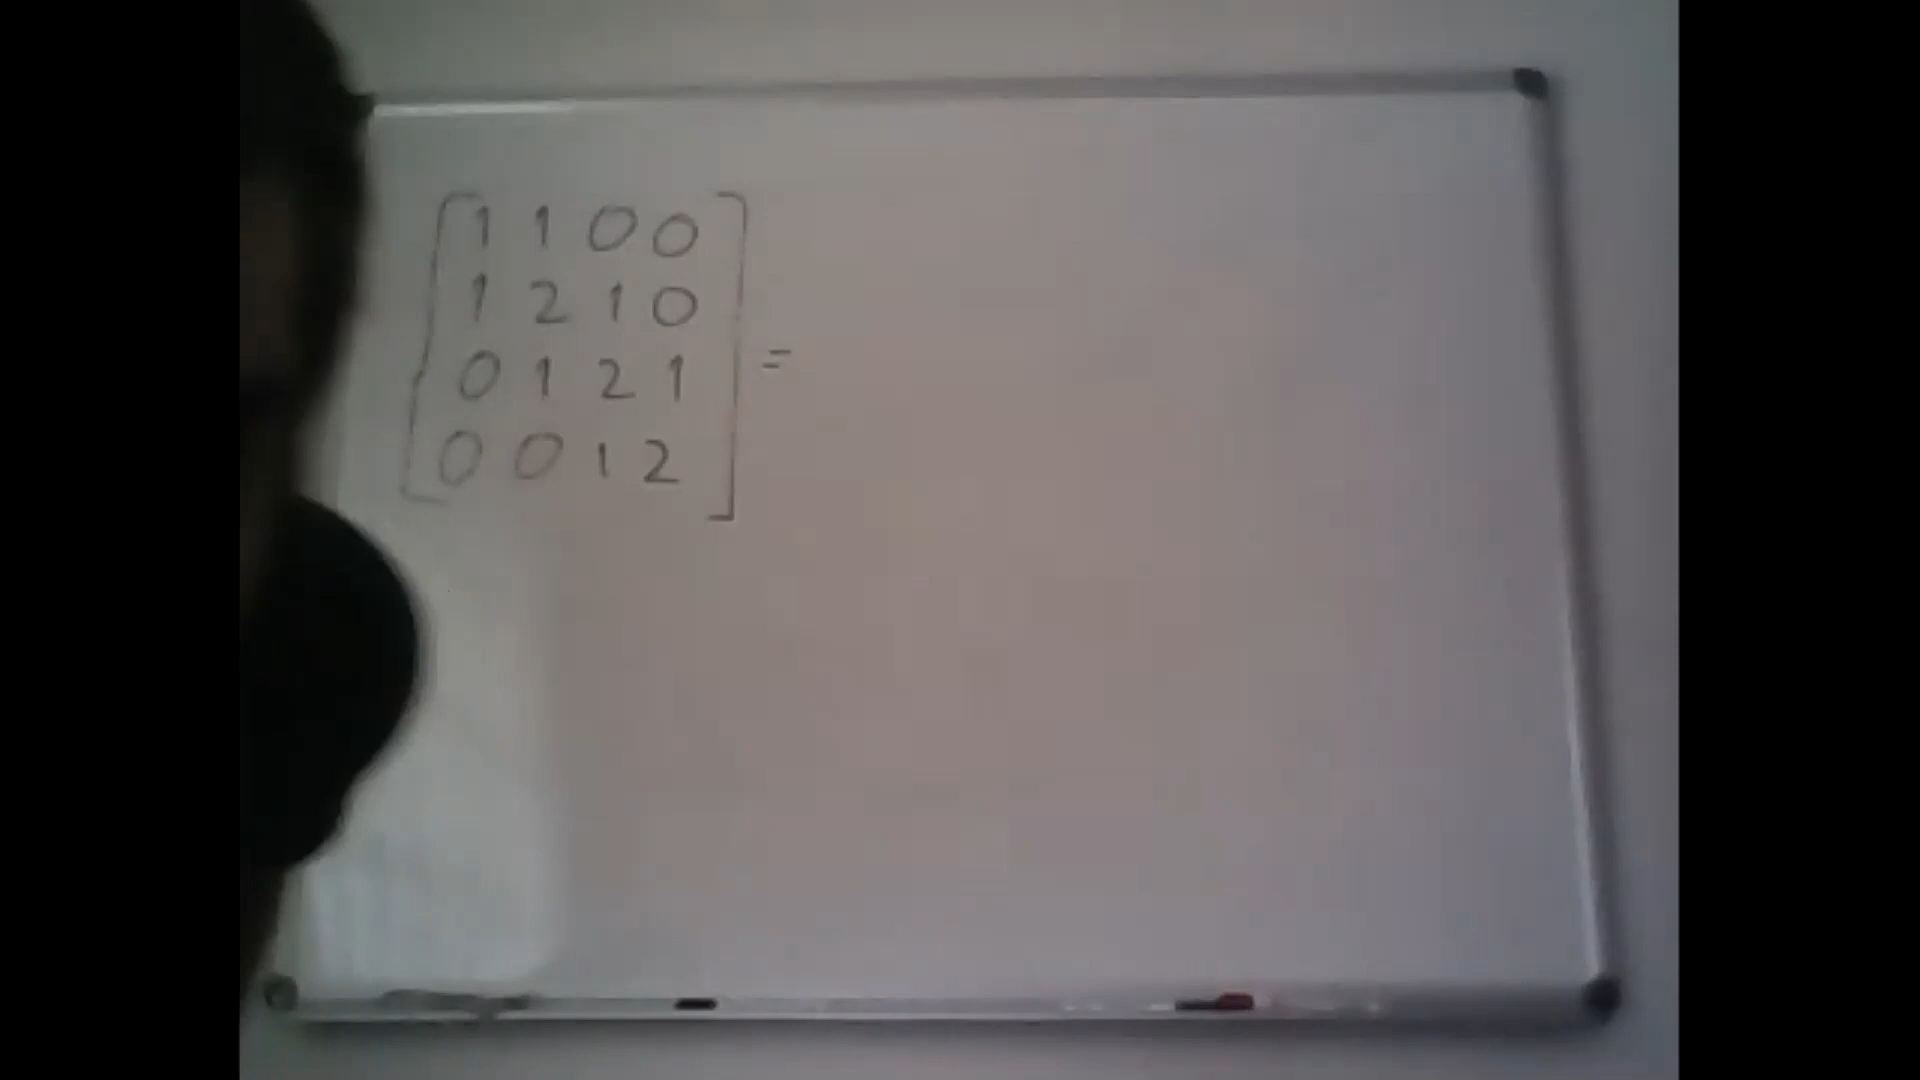 1 1 0 0
1 2 1 0
=
0 1 2 1
0 0 1 2